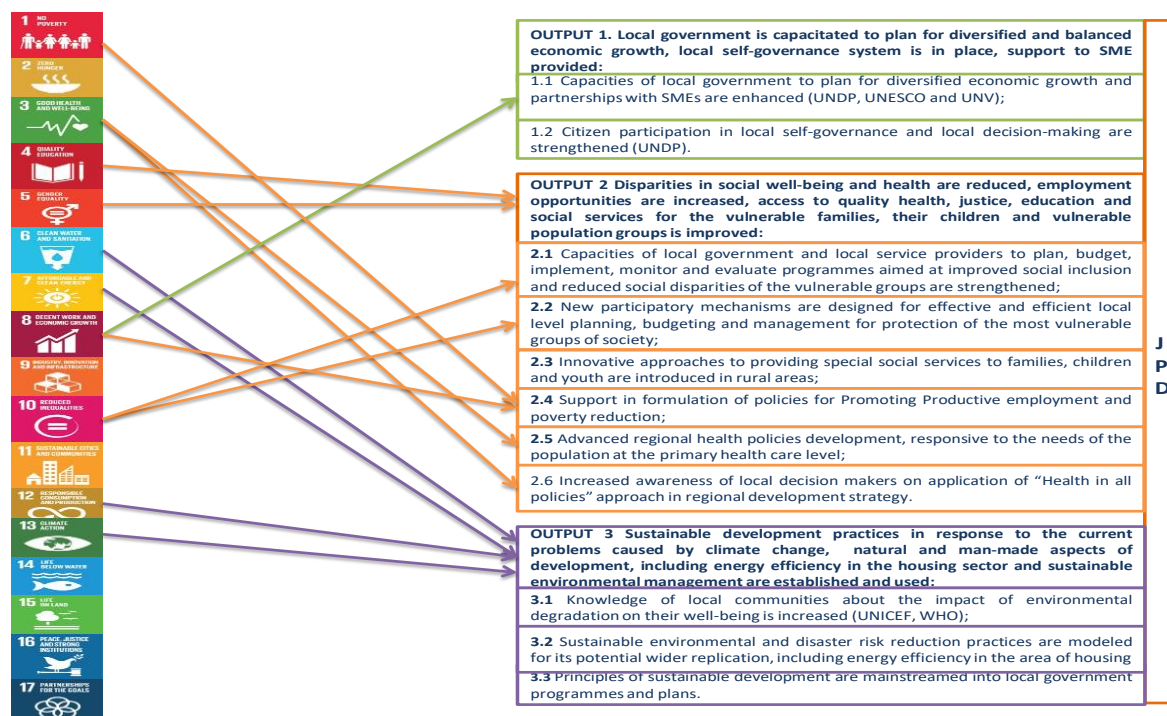 1 NO
POVERTY
2 ZERO
HUNGER
3 GOOD HEALTH
AND WELL-BEING
4 QUALITY
EDUCATION
5 GENDER
EQUALITY
6 CLEAN WATER
AND SANITATION
7 AFFORDABLE AND
CLEAN ENERGY
8 DECENT WORK AND
ECONOMIC GROWTH
9 INDUSTRY, INNOVATION
AND INFRASTRUCTURE
10 REDUCED
INEQUALITIES
11 SUSTAINABLE CITIES
AND COMMUNITIES
12 RESPONSIBLE
CONSUMPTION
AND PRODUCTION
13 CLIMATE
ACTION
14 LIFE
BELOW WATER
15 LIFE
ON LAND
16 PEACE, JUSTICE
AND STRONG
INSTITUTIONS
17 PARTNERSHIPS
FOR THE GOALS
OUTPUT 1. Local government is capacitated to plan for diversified and balanced
economic growth, local self-governance system is in place, support to SME
provided:
1.1 Capacities of local government to plan for diversified economic growth and
partnerships with SMEs are enhanced (UNDP, UNESCO and UNV);
1.2 Citizen participation in local self-governance and local decision-making are
strengthened (UNDP).
OUTPUT 2 Disparities in social well-being and health are reduced, employment
opportunities are increased, access to quality health, justice, education and
social services for the vulnerable families, their children and vulnerable
population groups is improved:
2.1 Capacities of local government and local service providers to plan, budget,
implement, monitor and evaluate programmes aimed at improved social inclusion
and reduced social disparities of the vulnerable groups are strengthened;
2.2 New participatory mechanisms are designed for effective and efficient local
level planning, budgeting and management for protection of the most vulnerable
groups of society;
2.3 Innovative approaches to providing special social services to families, children
and youth are introduced in rural areas;
2.4 Support in formulation of policies for Promoting Productive employment and
poverty reduction;
2.5 Advanced regional health policies development, responsive to the needs of the
population at the primary health care level;
2.6 Increased awareness of local decision makers on application of “Health in all
policies” approach in regional development strategy.
OUTPUT 3 Sustainable development practices in response to the current
problems caused by climate change, natural and man-made aspects of
development, including energy efficiency in the housing sector and sustainable
environmental management are established and used:
3.1 Knowledge of local communities about the impact of environmental
degradation on their well-being is increased (UNICEF, WHO);
3.2 Sustainable environmental and disaster risk reduction practices are modeled
for its potential wider replication, including energy efficiency in the area of housing
3.3 Principles of sustainable development are mainstreamed into local government
programmes and plans.
J
P
D